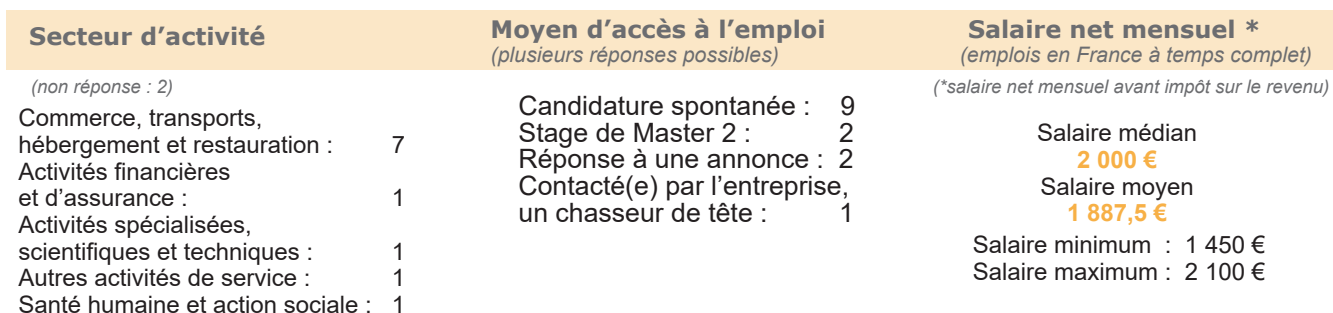 Secteur d’activité
(non réponse : 2)
Commerce, transports,
hébergement et restauration : 7
Activités financières
et d’assurance : 1
Activités spécialisées,
scientifiques et techniques : 1
Autres activités de service : 1
Santé humaine et action sociale : 1
Moyen d’accès à l’emploi
(plusieurs réponses possibles)
Candidature spontanée : 9
Stage de Master 2 : 2
Réponse à une annonce : 2
Contacté(e) par l’entreprise,
un chasseur de tête : 1
Salaire net mensuel *
(emplois en France à temps complet)
(*salaire net mensuel avant impôt sur le revenu)
Salaire médian
2 000 €
Salaire moyen
1 887,5 €
Salaire minimum : 1 450 €
Salaire maximum : 2 100 €